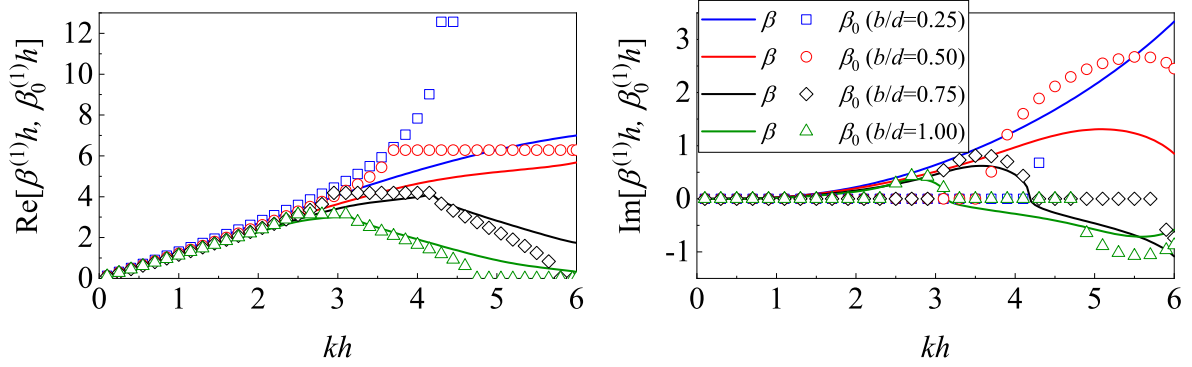 Re[β⁽¹⁾h, β₀⁽¹⁾h]
12
10
8
6
4
2
0
0 1 2 3 4 5 6
kh
Im[β⁽¹⁾h, β₀⁽¹⁾h]
3
2
1
0
-1
β β₀ (b/d=0.25)
β β₀ (b/d=0.50)
β β₀ (b/d=0.75)
β β₀ (b/d=1.00)
0 1 2 3 4 5 6
kh